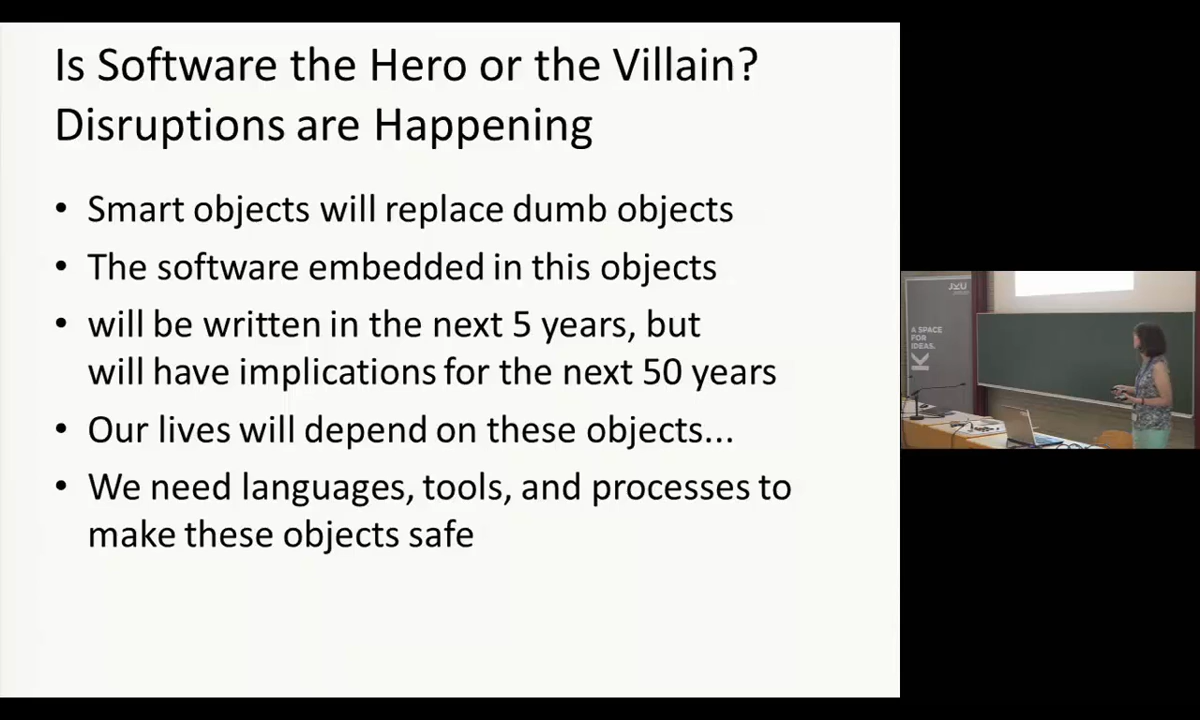 Is Software the Hero or the Villain?
Disruptions are Happening
• Smart objects will replace dumb objects
• The software embedded in this objects
• will be written in the next 5 years, but
will have implications for the next 50 years
• Our lives will depend on these objects...
• We need languages, tools, and processes to
make these objects safe
JKU
A SPACE
FOR
IDEAS.